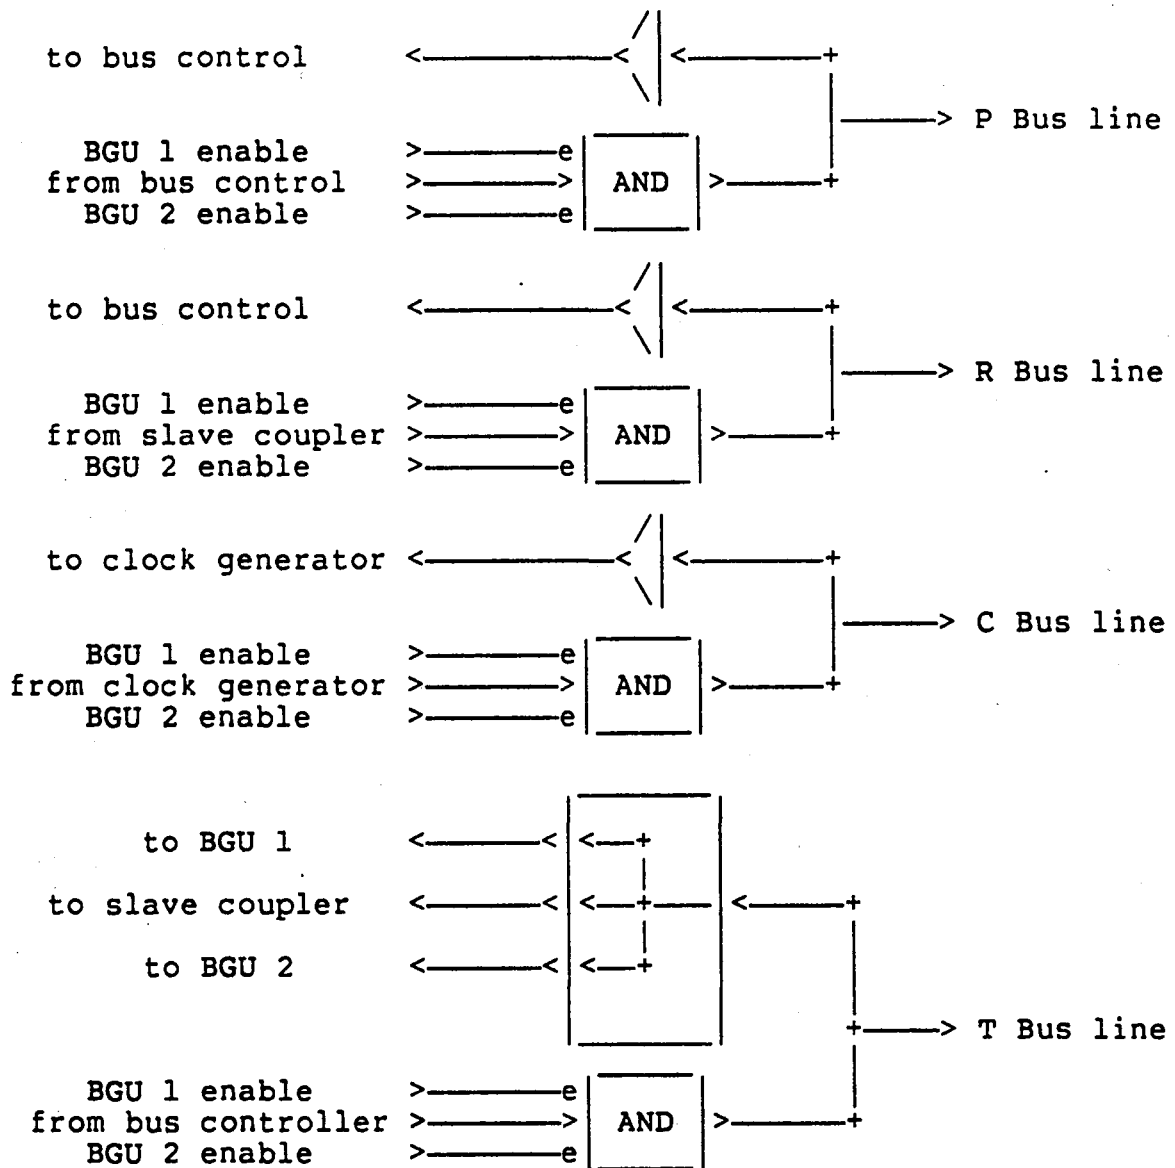 to bus control
P Bus line
BGU 1 enable e
from bus control AND
BGU 2 enable e
to bus control
R Bus line
BGU 1 enable e
from slave coupler AND
BGU 2 enable e
to clock generator
C Bus line
BGU 1 enable e
from clock generator AND
BGU 2 enable e
to BGU 1
to slave coupler
to BGU 2
T Bus line
BGU 1 enable e
from bus controller AND
BGU 2 enable e